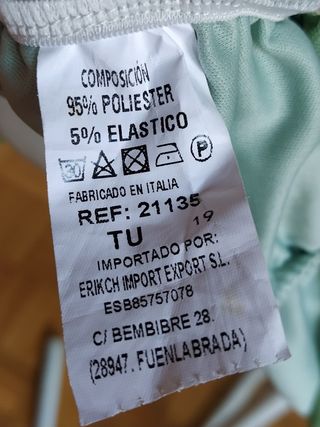 COMPOSICIÓN
95% POLIESTER
5% ELASTICO
30 P
FABRICADO EN ITALIA
REF: 21135
TU 19
IMPORTADO POR:
ERIKCH IMPORT EXPORT S.L.
ESB85757078
C/ BEMBIBRE 28.
(28947. FUENLABRADA)